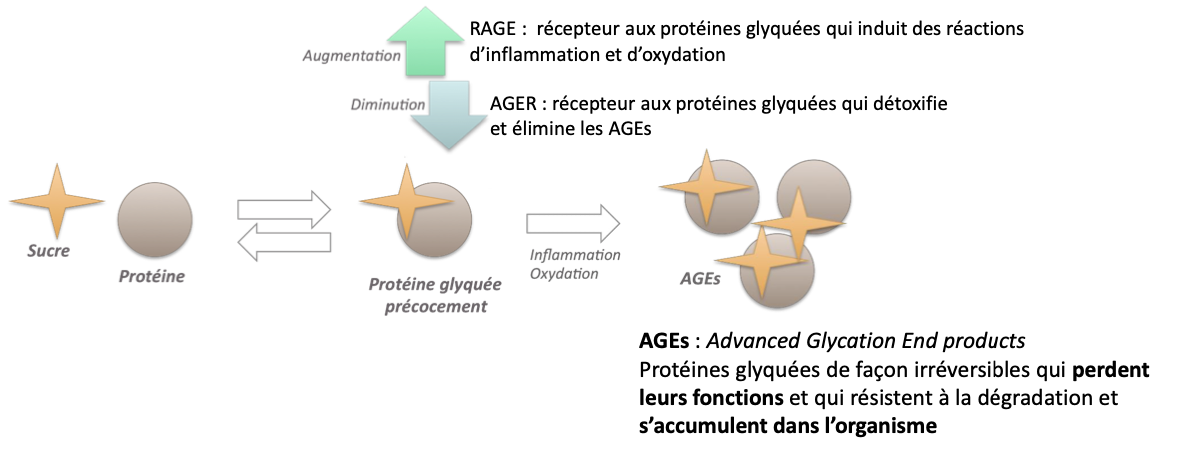 RAGE : récepteur aux protéines glyquées qui induit des réactions
d'inflammation et d'oxydation
Augmentation
Diminution
AGER : récepteur aux protéines glyquées qui détoxifie
et élimine les AGEs
Sucre
Protéine
Protéine glyquée
précocement
Inflammation
Oxydation
AGEs
AGEs : Advanced Glycation End products
Protéines glyquées de façon irréversibles qui perdent
leurs fonctions et qui résistent à la dégradation et
s'accumulent dans l'organisme